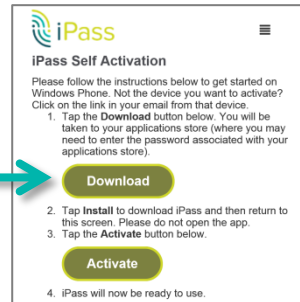 iPass
iPass Self Activation
Please follow the instructions below to get started on
Windows Phone. Not the device you want to activate?
Click on the link in your email from that device.
1. Tap the Download button below. You will be
taken to your applications store (where you may
need to enter the password associated with your
applications store).
Download
2. Tap Install to download iPass and then return to
this screen. Please do not open the app.
3. Tap the Activate button below.
Activate
4. iPass will now be ready to use.